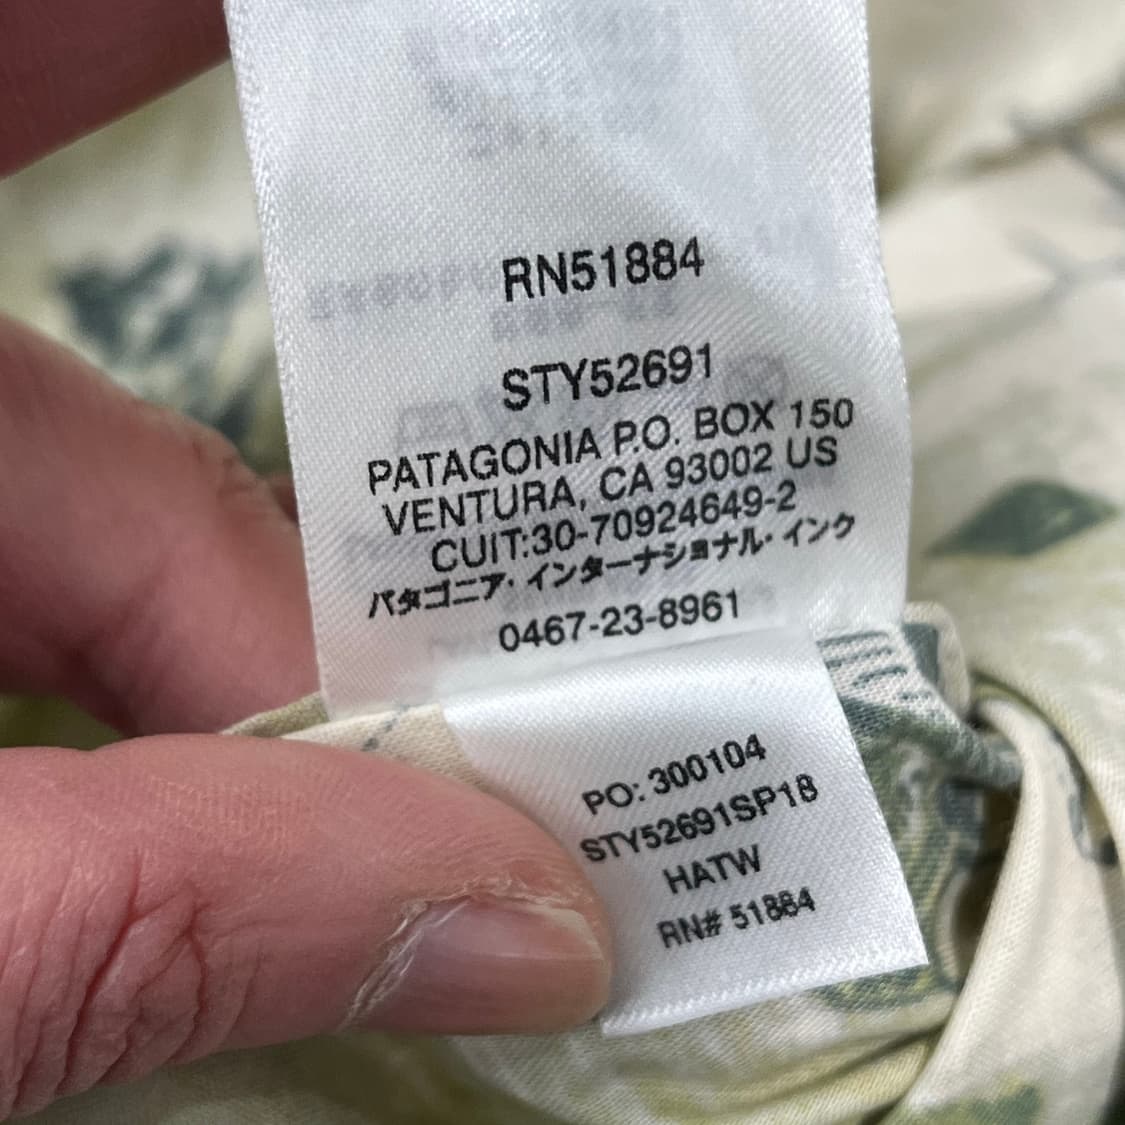 RN51884
STY52691
PATAGONIA P.O. BOX 150
VENTURA, CA 93002 US
CUIT:30-70924649-2
パタゴニア・インターナショナル・インク
0467-23-8961
PO: 300104
STY52691SP18
HATW
RN# 51884